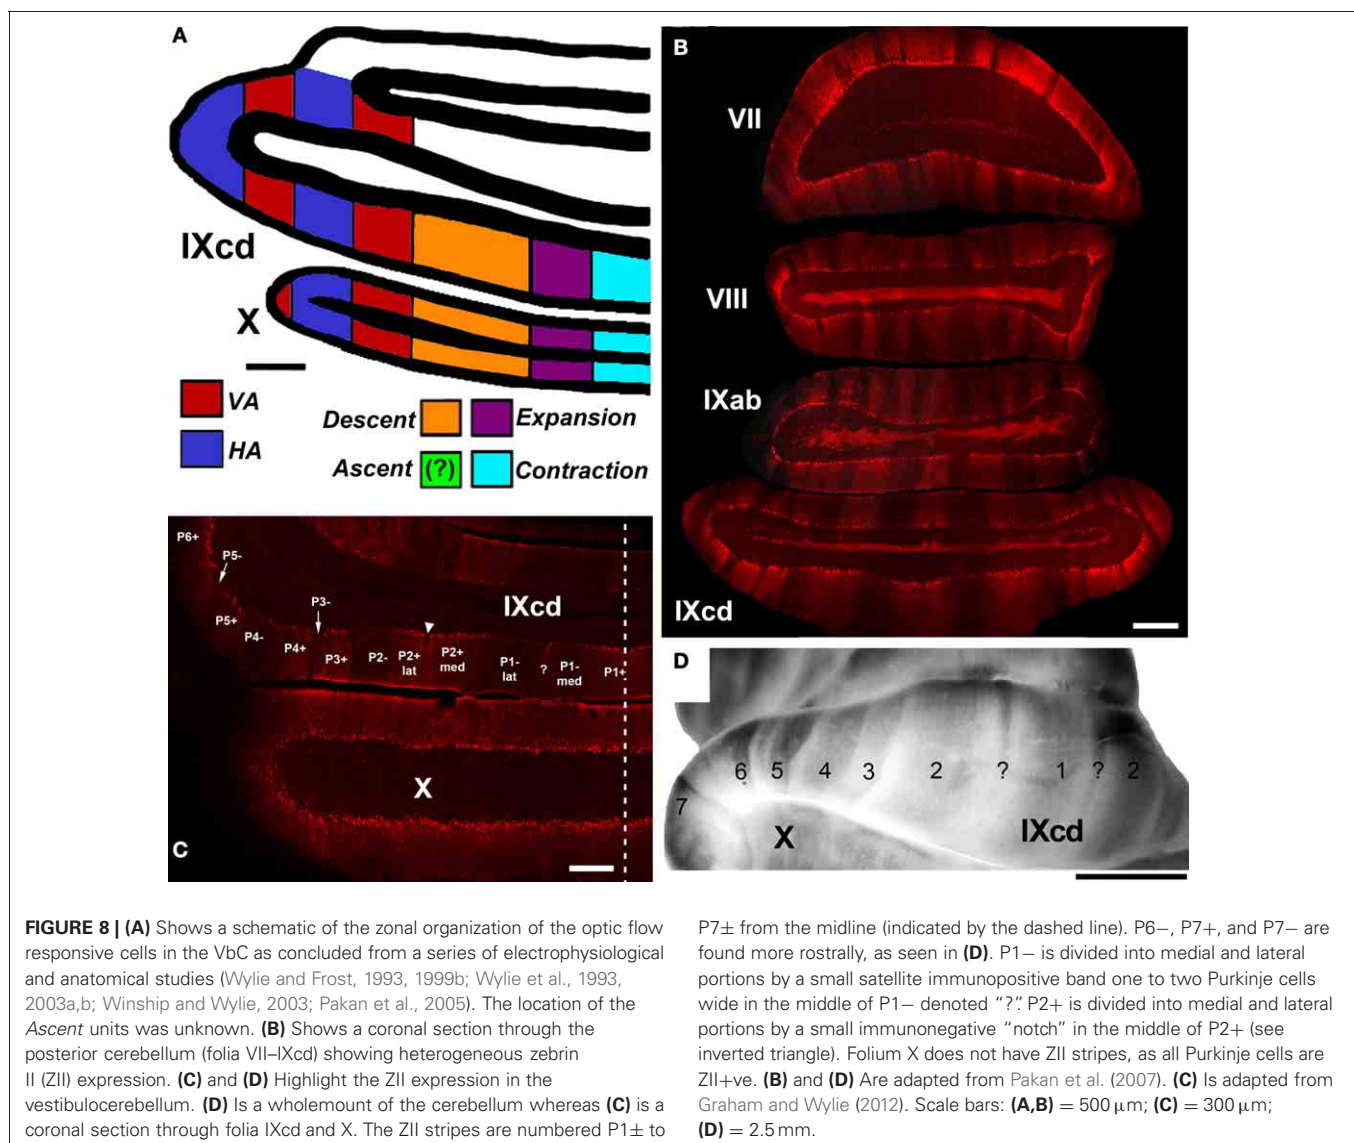 A
IXcd
X
VA
HA
Descent
Expansion
Ascent
(?)
Contraction
B
VII
VIII
IXab
IXcd
P6+
P5-
P5+
P4-
P4+
P3-
P3+
P2-
P2+
lat
P2+
med
P1-
lat
?
P1-
med
P1+
IXcd
X
C
D
7
6
5
4
3
2
?
1
?
2
X
IXcd
FIGURE 8 | (A) Shows a schematic of the zonal organization of the optic flow
responsive cells in the VbC as concluded from a series of electrophysiological
and anatomical studies (Wylie and Frost, 1993, 1999b; Wylie et al., 1993,
2003a,b; Winship and Wylie, 2003; Pakan et al., 2005). The location of the
Ascent units was unknown. (B) Shows a coronal section through the
posterior cerebellum (folia VII–IXcd) showing heterogeneous zebrin
II (ZII) expression. (C) and (D) Highlight the ZII expression in the
vestibulocerebellum. (D) Is a wholemount of the cerebellum whereas (C) is a
coronal section through folia IXcd and X. The ZII stripes are numbered P1± to
P7± from the midline (indicated by the dashed line). P6−, P7+, and P7− are
found more rostrally, as seen in (D). P1− is divided into medial and lateral
portions by a small satellite immunopositive band one to two Purkinje cells
wide in the middle of P1− denoted “?”. P2+ is divided into medial and lateral
portions by a small immunonegative “notch” in the middle of P2+ (see
inverted triangle). Folium X does not have ZII stripes, as all Purkinje cells are
ZII+ve. (B) and (D) Are adapted from Pakan et al. (2007). (C) Is adapted from
Graham and Wylie (2012). Scale bars: (A,B) = 500 μm; (C) = 300 μm;
(D) = 2.5 mm.